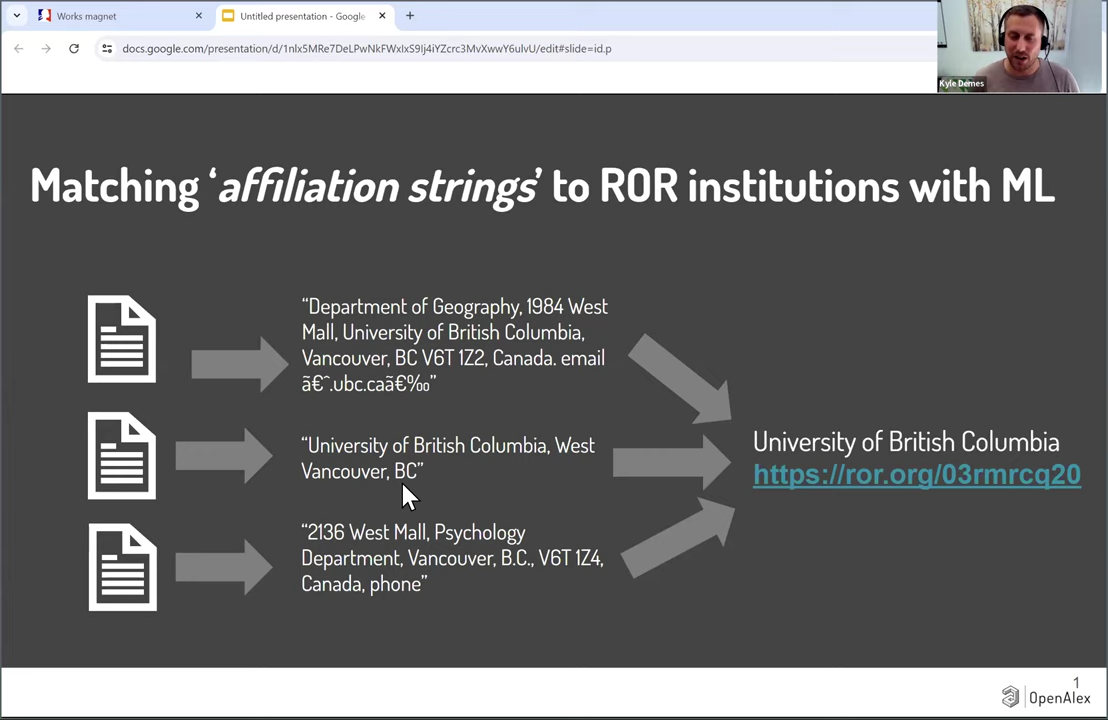 Works magnet
Untitled presentation - Google
docs.google.com/presentation/d/1nIx5MRe7DeLPwNkFWxIxS9Ij4iYZcrc3MvXwwY6ulvU/edit#slide=id.p
Kyle Demes
Matching ‘affiliation strings’ to ROR institutions with ML
“Department of Geography, 1984 West
Mall, University of British Columbia,
Vancouver, BC V6T 1Z2, Canada. email
ã€ˆ.ubc.caã€‰”
“University of British Columbia, West
Vancouver, BC”
“2136 West Mall, Psychology
Department, Vancouver, B.C., V6T 1Z4,
Canada, phone”
University of British Columbia
https://ror.org/03rmrcq20
1
OpenAlex